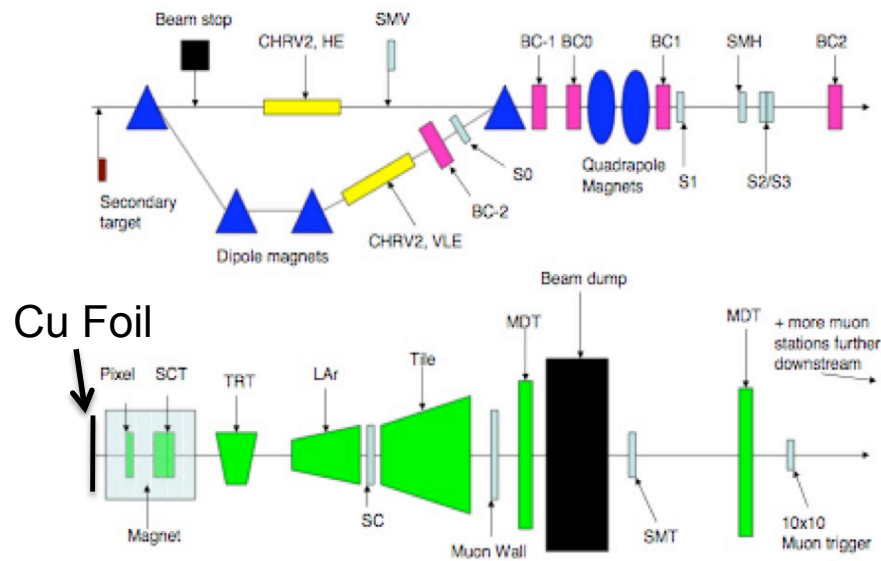 Beam stop
CHRV2, HE
SMV
BC-1 BC0
BC1
SMH
BC2
Secondary
target
Dipole magnets
CHRV2, VLE
BC-2
S0
Quadrapole
Magnets
S1
S2/S3
Cu Foil
Pixel
SCT
TRT
LAr
Tile
MDT
Beam dump
MDT
+ more muon
stations further
downstream
Magnet
SC
Muon Wall
SMT
10x10
Muon trigger